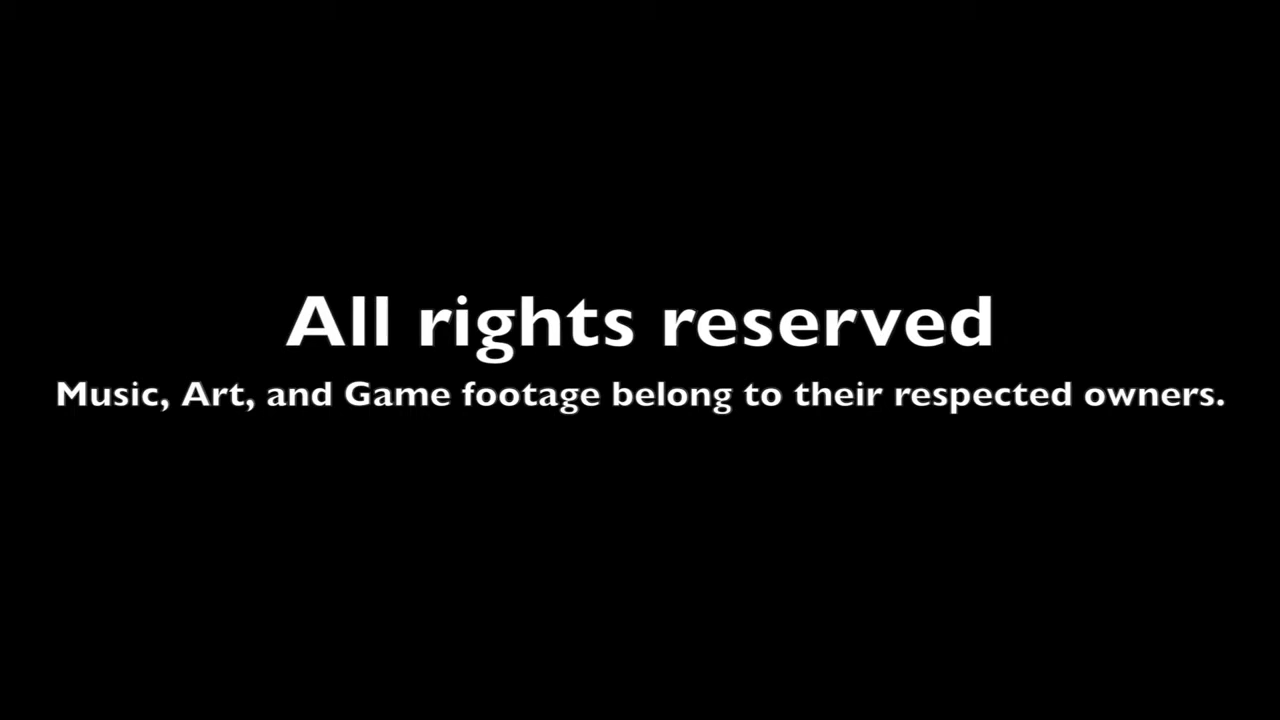 All rights reserved
Music, Art, and Game footage belong to their respected owners.